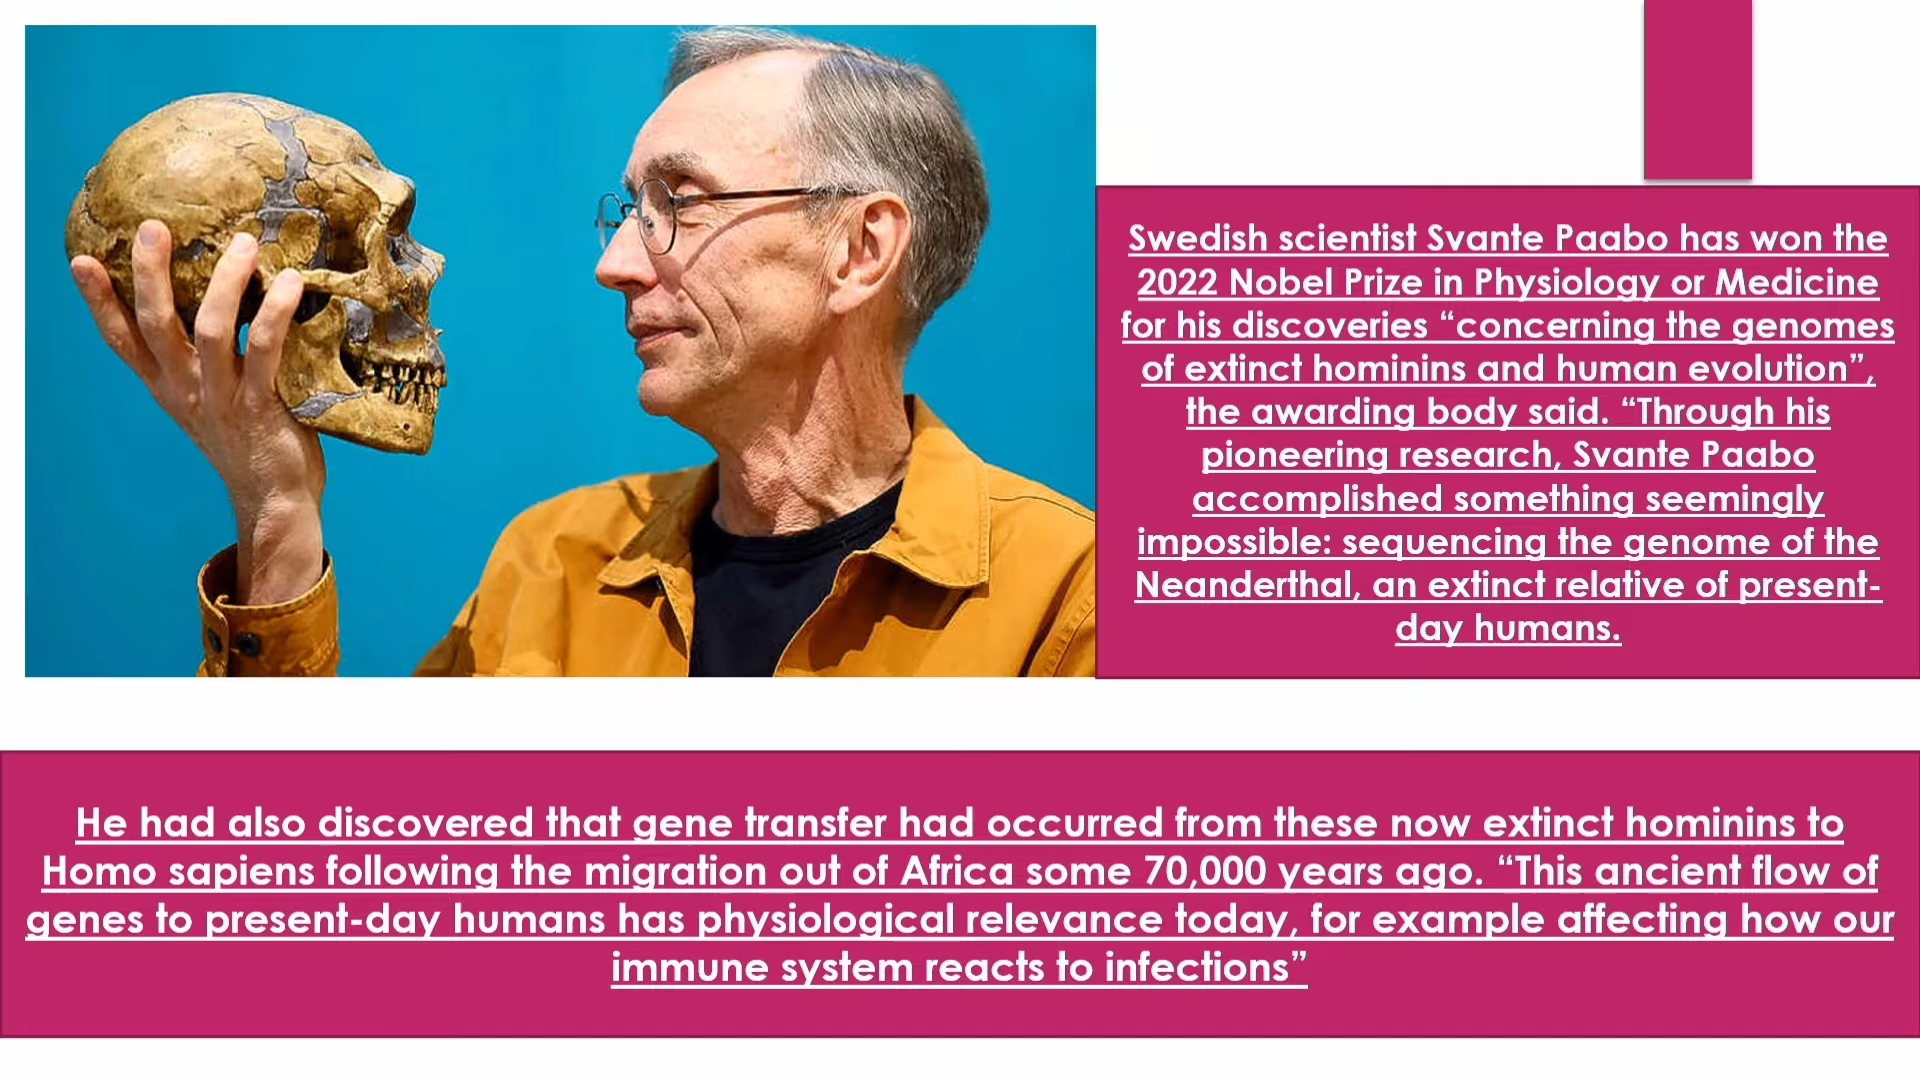 Swedish scientist Svante Paabo has won the
2022 Nobel Prize in Physiology or Medicine
for his discoveries “concerning the genomes
of extinct hominins and human evolution”,
the awarding body said. “Through his
pioneering research, Svante Paabo
accomplished something seemingly
impossible: sequencing the genome of the
Neanderthal, an extinct relative of present-
day humans.
He had also discovered that gene transfer had occurred from these now extinct hominins to
Homo sapiens following the migration out of Africa some 70,000 years ago. “This ancient flow of
genes to present-day humans has physiological relevance today, for example affecting how our
immune system reacts to infections”